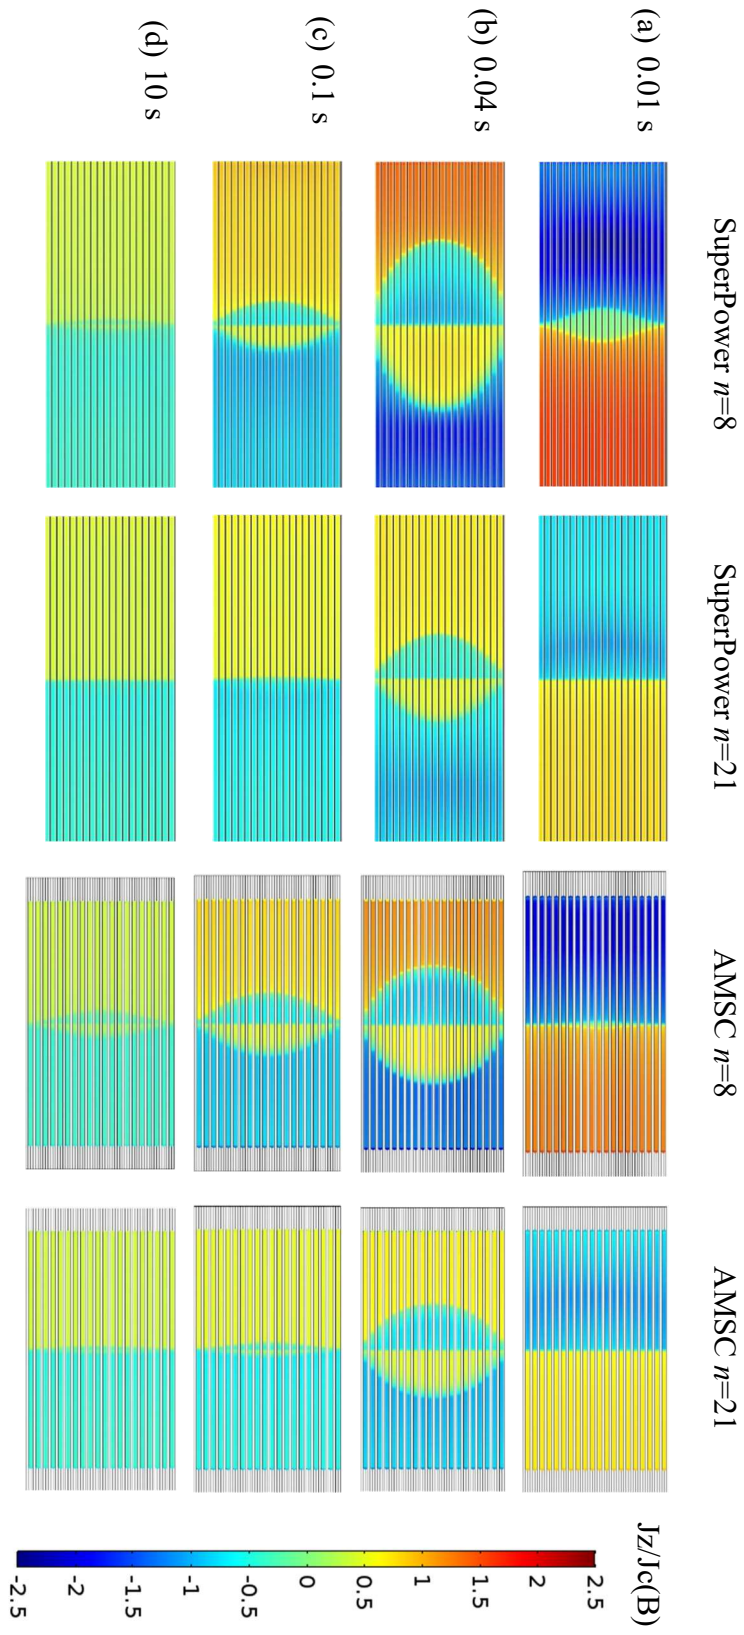 SuperPower n=8
SuperPower n=21
AMSC n=8
AMSC n=21
Jz/Jc(B)
(a) 0.01 s
(b) 0.04 s
(c) 0.1 s
(d) 10 s
2.5
2
1.5
1
0.5
0
-0.5
-1
-1.5
-2
-2.5